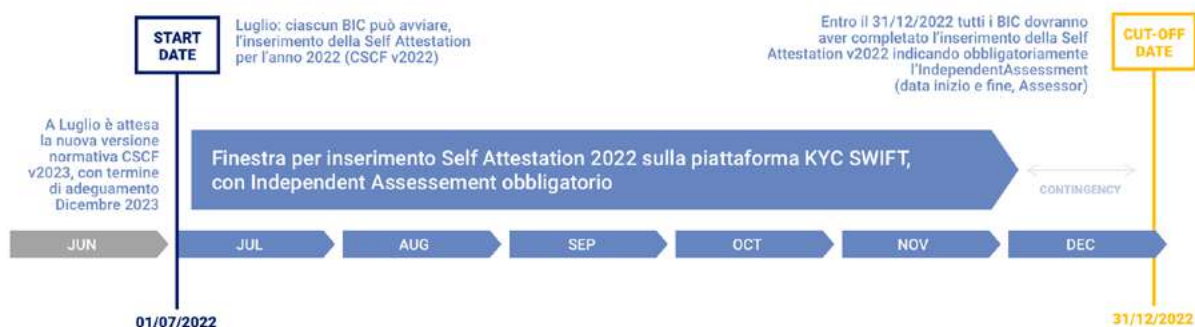 START
DATE
Luglio: ciascun BIC può avviare,
l'inserimento della Self Attestation
per l'anno 2022 (CSCF v2022)
Entro il 31/12/2022 tutti i BIC dovranno
aver completato l'inserimento della Self
Attestation v2022 indicando obbligatoriamente
l'IndependentAssessment
(data inizio e fine, Assessor)
CUT-OFF
DATE
A Luglio è attesa
la nuova versione
normativa CSCF
v2023, con termine
di adeguamento
Dicembre 2023
Finestra per inserimento Self Attestation 2022 sulla piattaforma KYC SWIFT,
con Independent Assessement obbligatorio
CONTINGENCY
JUN
JUL
AUG
SEP
OCT
NOV
DEC
01/07/2022
31/12/2022